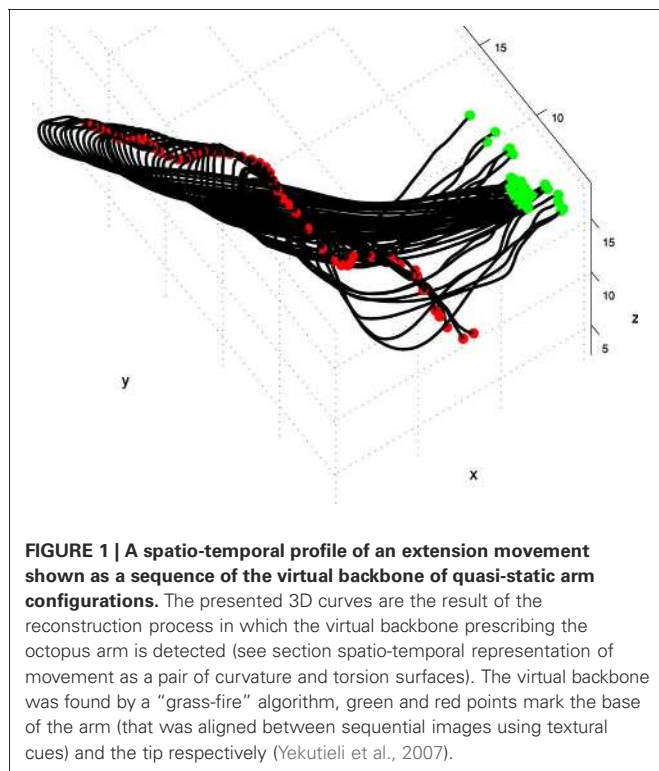 15
10
15
10
z
5
y
x
FIGURE 1 | A spatio-temporal profile of an extension movement
shown as a sequence of the virtual backbone of quasi-static arm
configurations. The presented 3D curves are the result of the
reconstruction process in which the virtual backbone prescribing the
octopus arm is detected (see section spatio-temporal representation of
movement as a pair of curvature and torsion surfaces). The virtual backbone
was found by a “grass-fire” algorithm, green and red points mark the base
of the arm (that was aligned between sequential images using textural
cues) and the tip respectively (Yekutieli et al., 2007).